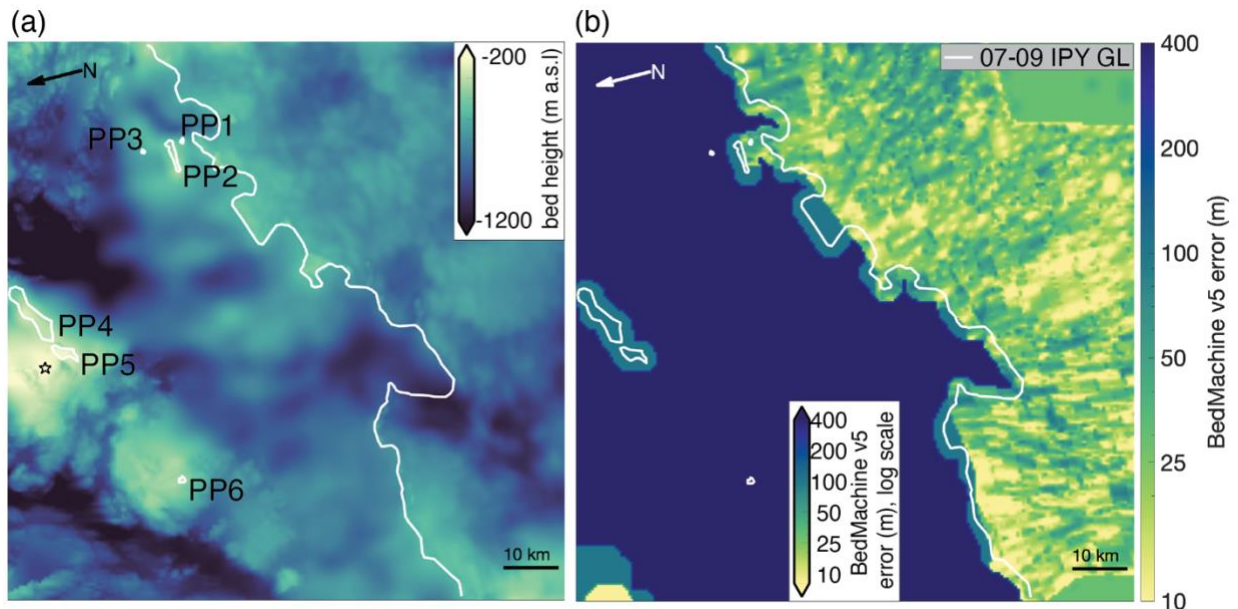 (a)
N
-200
-1200
bed height (m a.s.l)
PP3
PP1
PP2
PP4
PP5
PP6
10 km
(b)
N
07-09 IPY GL
400
200
100
50
25
10
BedMachine v5
error (m), log scale
10 km
400
200
100
50
25
10
BedMachine v5 error (m)